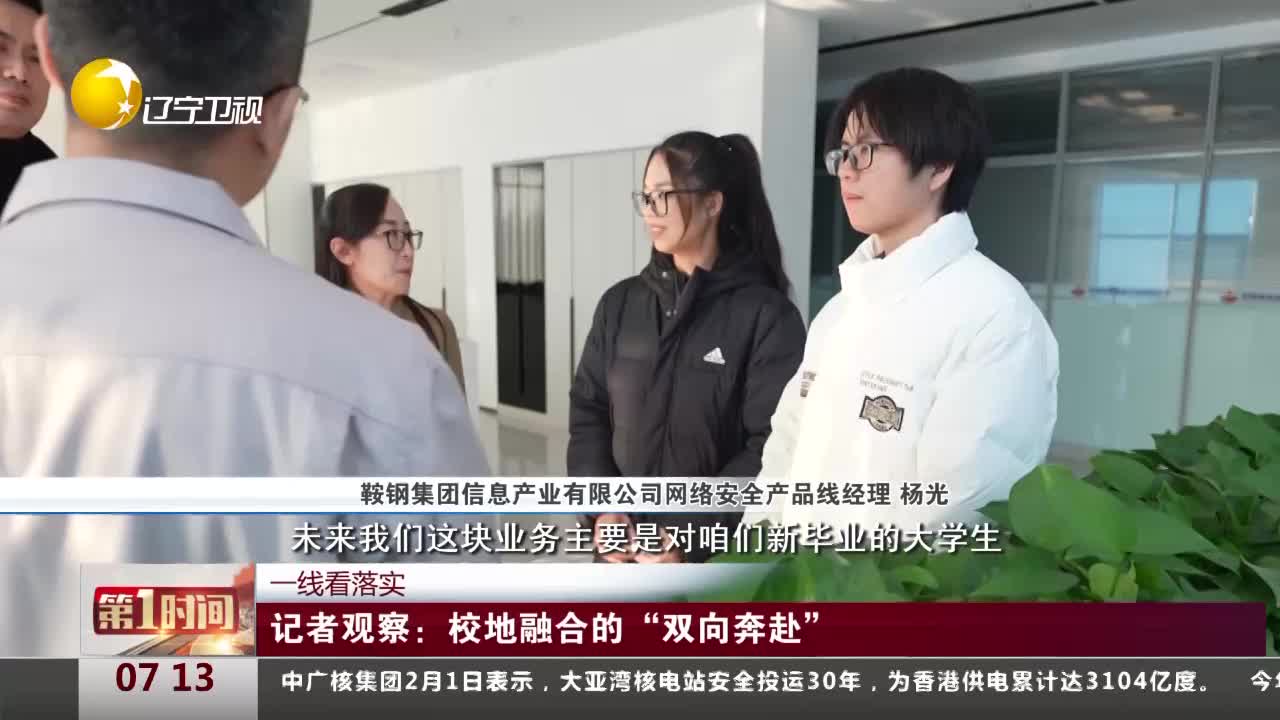 辽宁卫视
鞍钢集团信息产业有限公司网络安全产品线经理 杨光
未来我们这块业务主要是对咱们新毕业的大学生
一线看落实
第1时间
记者观察：校地融合的“双向奔赴”
07 13
中广核集团2月1日表示，大亚湾核电站安全投运30年，为香港供电累计达3104亿度。 今年